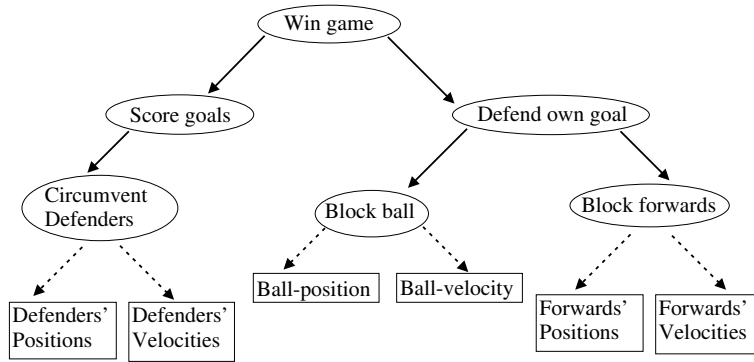 Win game
Score goals
Defend own goal
Circumvent
Defenders
Block ball
Block forwards
Defenders'
Positions
Defenders'
Velocities
Ball-position
Ball-velocity
Forwards'
Positions
Forwards'
Velocities